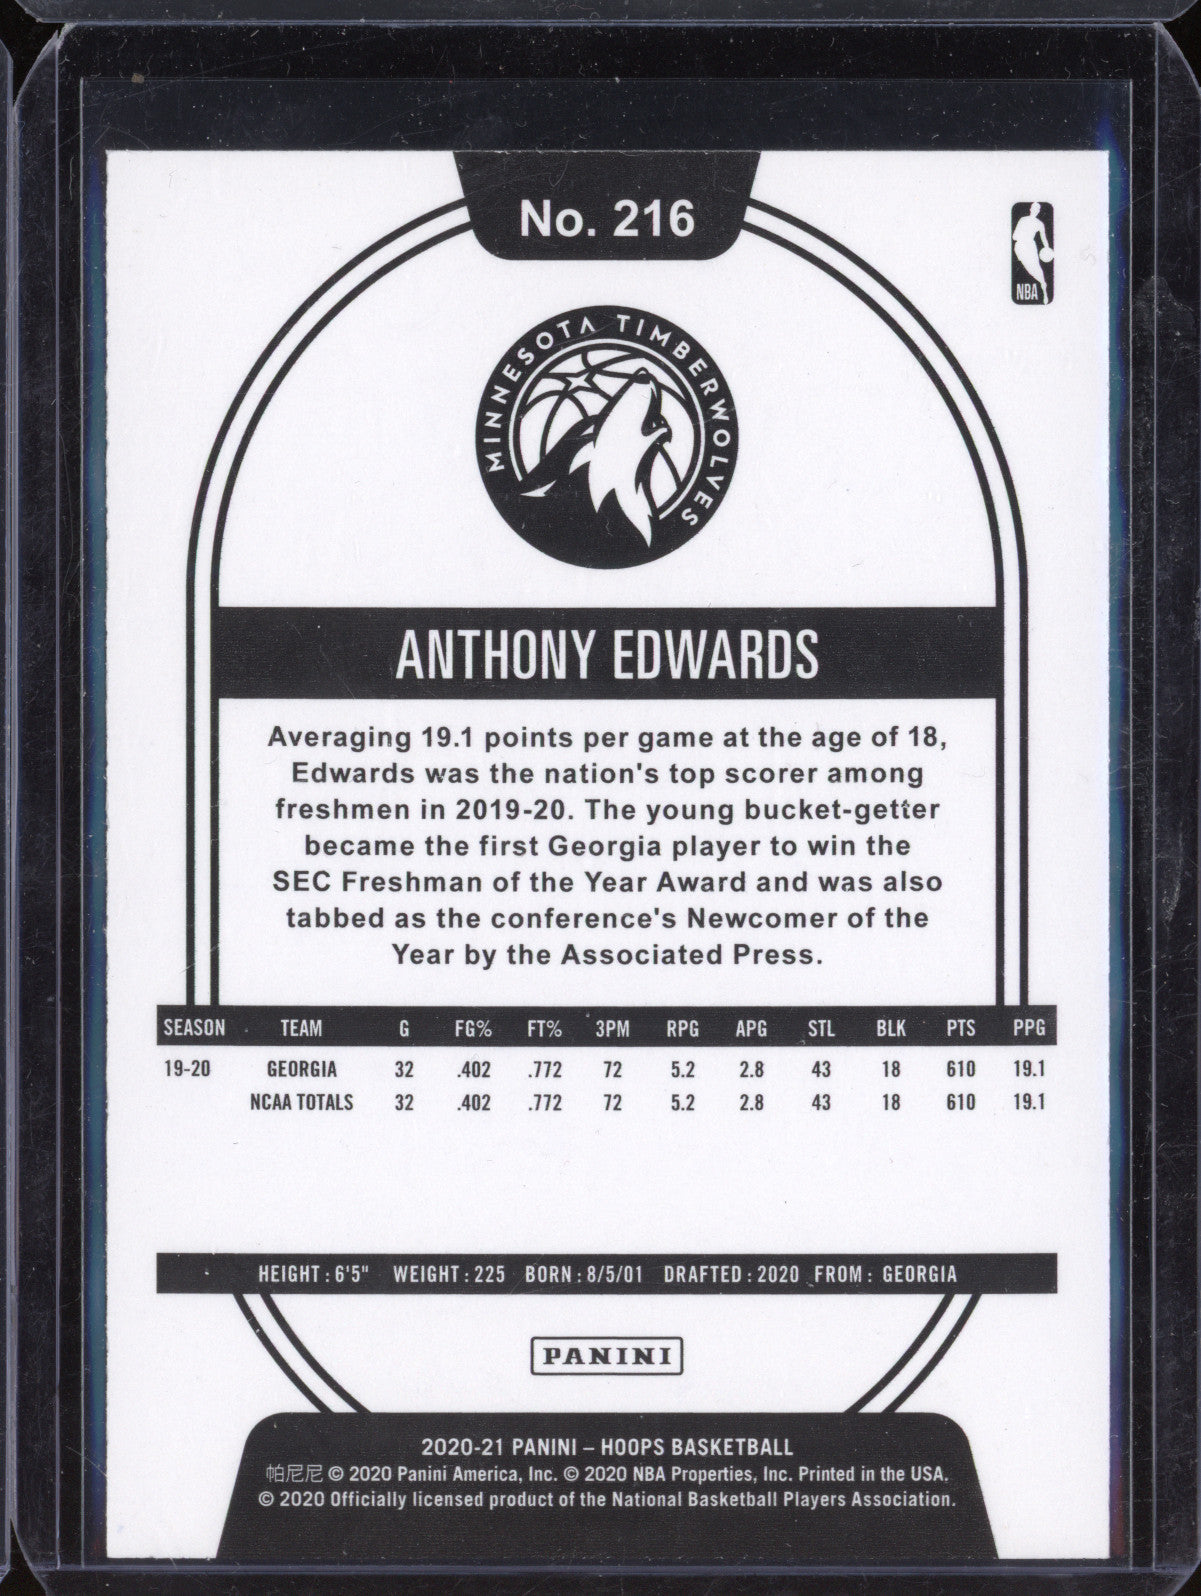 No. 216
NBA
MINNESOTA TIMBERWOLVES
ANTHONY EDWARDS
Averaging 19.1 points per game at the age of 18,
Edwards was the nation's top scorer among
freshmen in 2019-20. The young bucket-getter
became the first Georgia player to win the
SEC Freshman of the Year Award and was also
tabbed as the conference's Newcomer of the
Year by the Associated Press.
SEASON TEAM G FG% FT% 3PM RPG APG STL BLK PTS PPG
19-20 GEORGIA 32 .402 .772 72 5.2 2.8 43 18 610 19.1
NCAA TOTALS 32 .402 .772 72 5.2 2.8 43 18 610 19.1
HEIGHT: 6'5" WEIGHT: 225 BORN: 8/5/01 DRAFTED: 2020 FROM: GEORGIA
PANINI
2020-21 PANINI – HOOPS BASKETBALL
帕尼尼 © 2020 Panini America, Inc. © 2020 NBA Properties, Inc. Printed in the USA.
© 2020 Officially licensed product of the National Basketball Players Association.